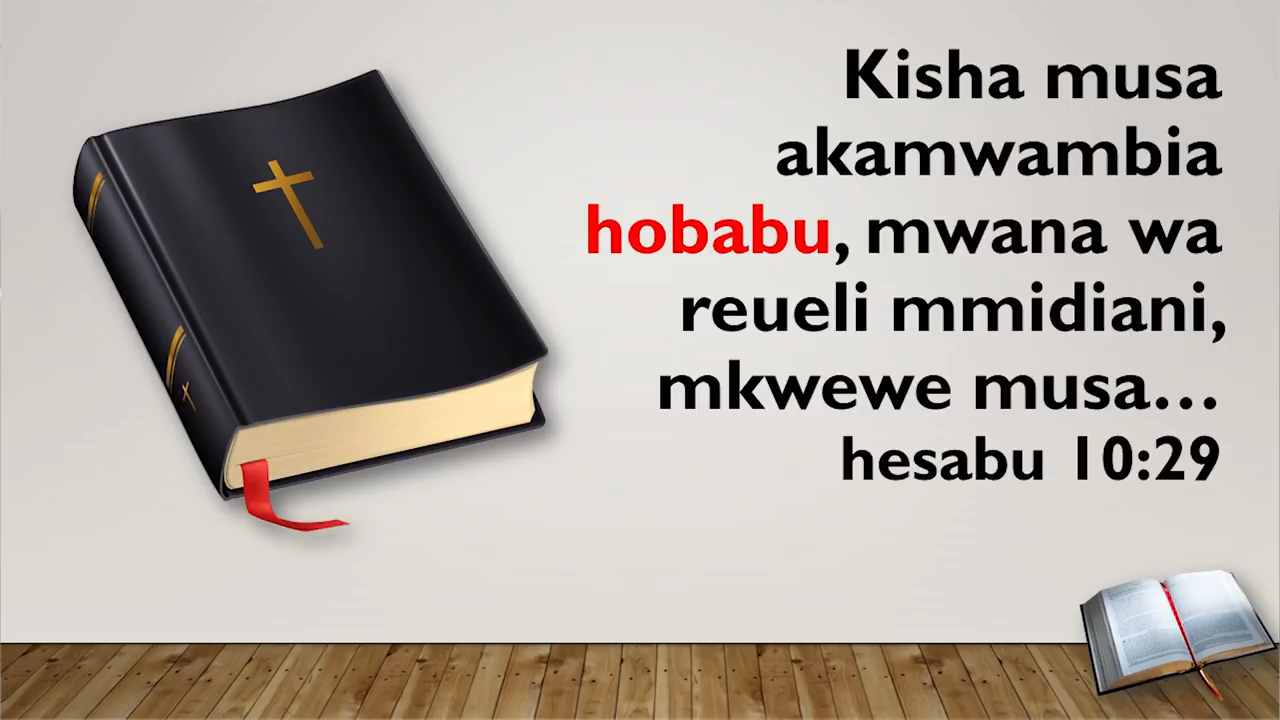 Kisha musa
akamwambia
hobabu, mwana wa
reueli mmidiani,
mkwewe musa…
hesabu 10:29